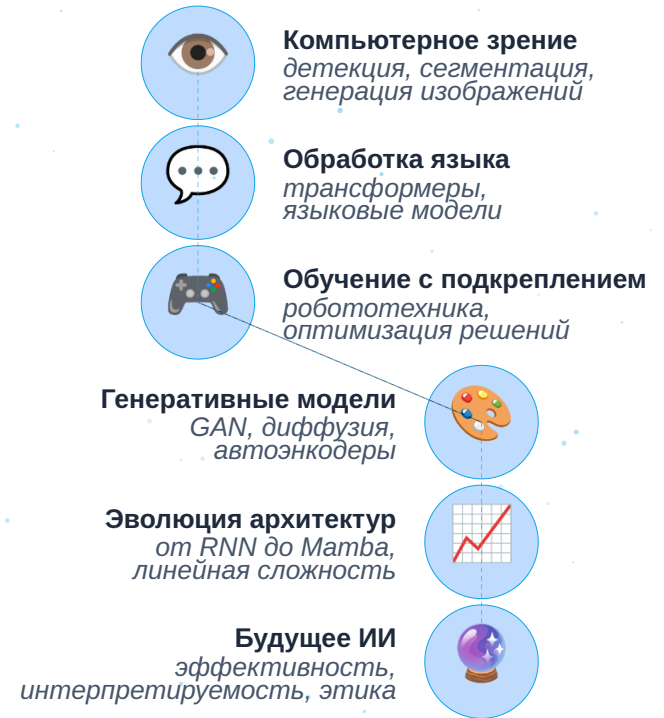 Компьютерное зрение
детекция, сегментация,
генерация изображений
Обработка языка
трансформеры,
языковые модели
Обучение с подкреплением
робототехника,
оптимизация решений
Генеративные модели
GAN, диффузия,
автоэнкодеры
Эволюция архитектур
от RNN до Mamba,
линейная сложность
Будущее ИИ
эффективность,
интерпретируемость, этика